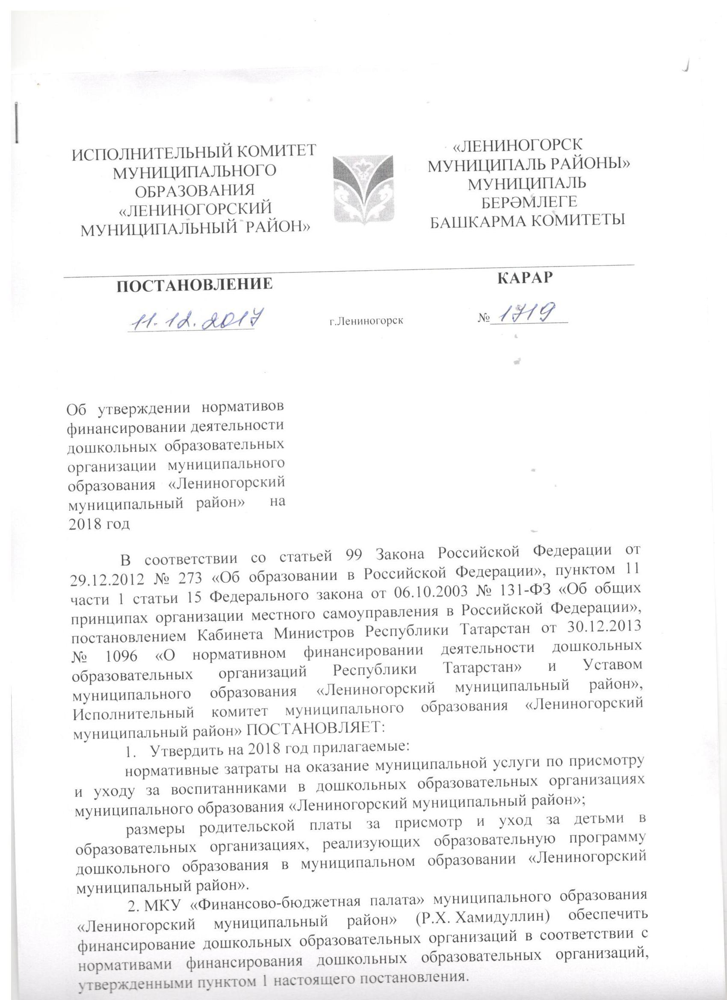 ИСПОЛНИТЕЛЬНЫЙ КОМИТЕТ
МУНИЦИПАЛЬНОГО
ОБРАЗОВАНИЯ
«ЛЕНИНОГОРСКИЙ
МУНИЦИПАЛЬНЫЙ РАЙОН»
«ЛЕНИНОГОРСК
МУНИЦИПАЛЬ РАЙОНЫ»
МУНИЦИПАЛЬ
БЕРӘМЛЕГЕ
БАШКАРМА КОМИТЕТЫ
ПОСТАНОВЛЕНИЕ
КАРАР
11.12.2017 г.Лениногорск № 1719
Об утверждении нормативов
финансировании деятельности
дошкольных образовательных
организации муниципального
образования «Лениногорский
муниципальный район» на
2018 год
В соответствии со статьей 99 Закона Российской Федерации от
29.12.2012 № 273 «Об образовании в Российской Федерации», пунктом 11
части 1 статьи 15 Федерального закона от 06.10.2003 № 131-ФЗ «Об общих
принципах организации местного самоуправления в Российской Федерации»,
постановлением Кабинета Министров Республики Татарстан от 30.12.2013
№ 1096 «О нормативном финансировании деятельности дошкольных
образовательных организаций Республики Татарстан» и Уставом
муниципального образования «Лениногорский муниципальный район»,
Исполнительный комитет муниципального образования «Лениногорский
муниципальный район» ПОСТАНОВЛЯЕТ:
1. Утвердить на 2018 год прилагаемые:
нормативные затраты на оказание муниципальной услуги по присмотру
и уходу за воспитанниками в дошкольных образовательных организациях
муниципального образования «Лениногорский муниципальный район»;
размеры родительской платы за присмотр и уход за детьми в
образовательных организациях, реализующих образовательную программу
дошкольного образования в муниципальном образовании «Лениногорский
муниципальный район».
2. МКУ «Финансово-бюджетная палата» муниципального образования
«Лениногорский муниципальный район» (Р.Х. Хамидуллин) обеспечить
финансирование дошкольных образовательных организаций в соответствии с
нормативами финансирования дошкольных образовательных организаций,
утвержденными пунктом 1 настоящего постановления.